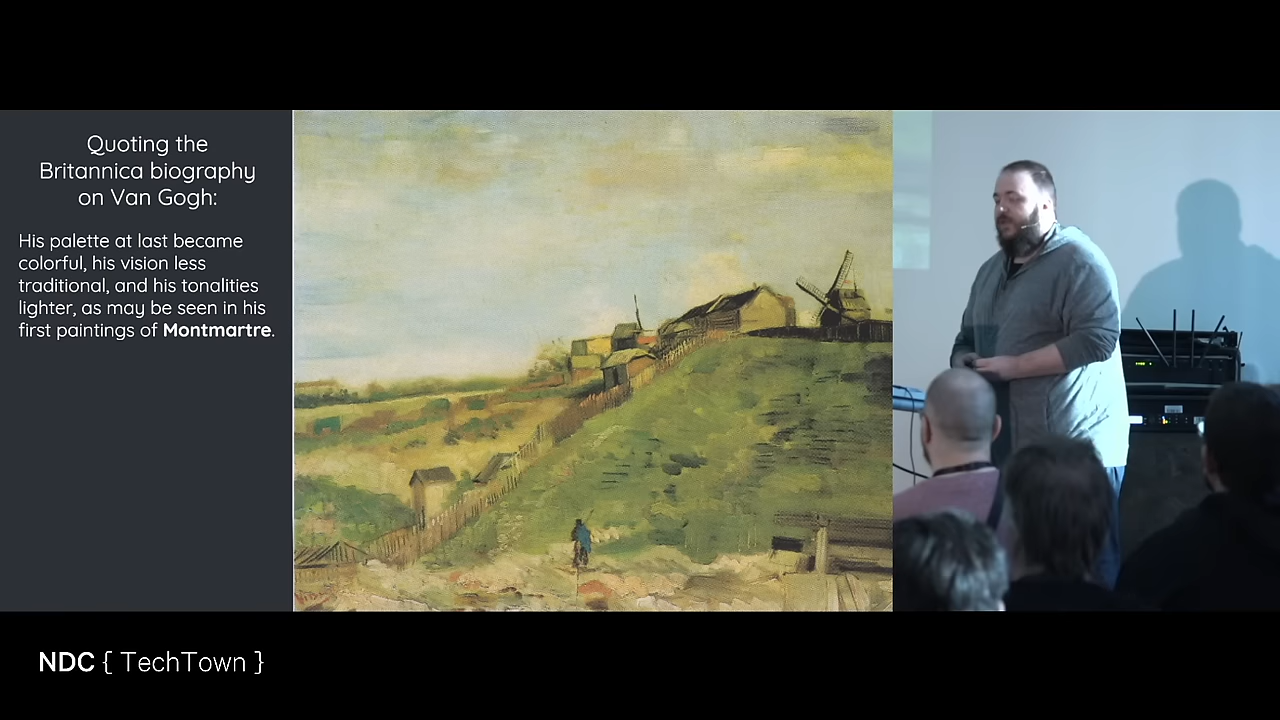 Quoting the
Britannica biography
on Van Gogh:
His palette at last became
colorful, his vision less
traditional, and his tonalities
lighter, as may be seen in his
first paintings of Montmartre.
NDC { TechTown }